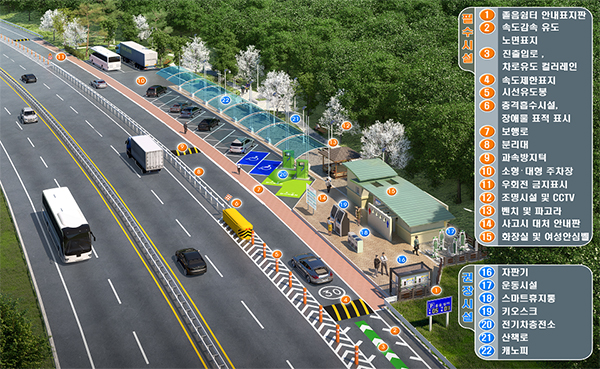 필수시설
1 졸음쉼터 안내표지판
2 속도감속 유도
노면표지
3 진출입로,
차로유도 컬러레인
4 속도제한표지
5 시선유도봉
6 충격흡수시설,
장애물 표적 표시
7 보행로
8 분리대
9 과속방지턱
10 소형·대형 주차장
11 우회전 금지표시
12 조명시설 및 CCTV
13 벤치 및 파고라
14 사고시 대처 안내판
15 화장실 및 여성안심벨
권장시설
16 자판기
17 운동시설
18 스마트휴지통
19 키오스크
20 전기차충전소
21 산책로
22 캐노피
30